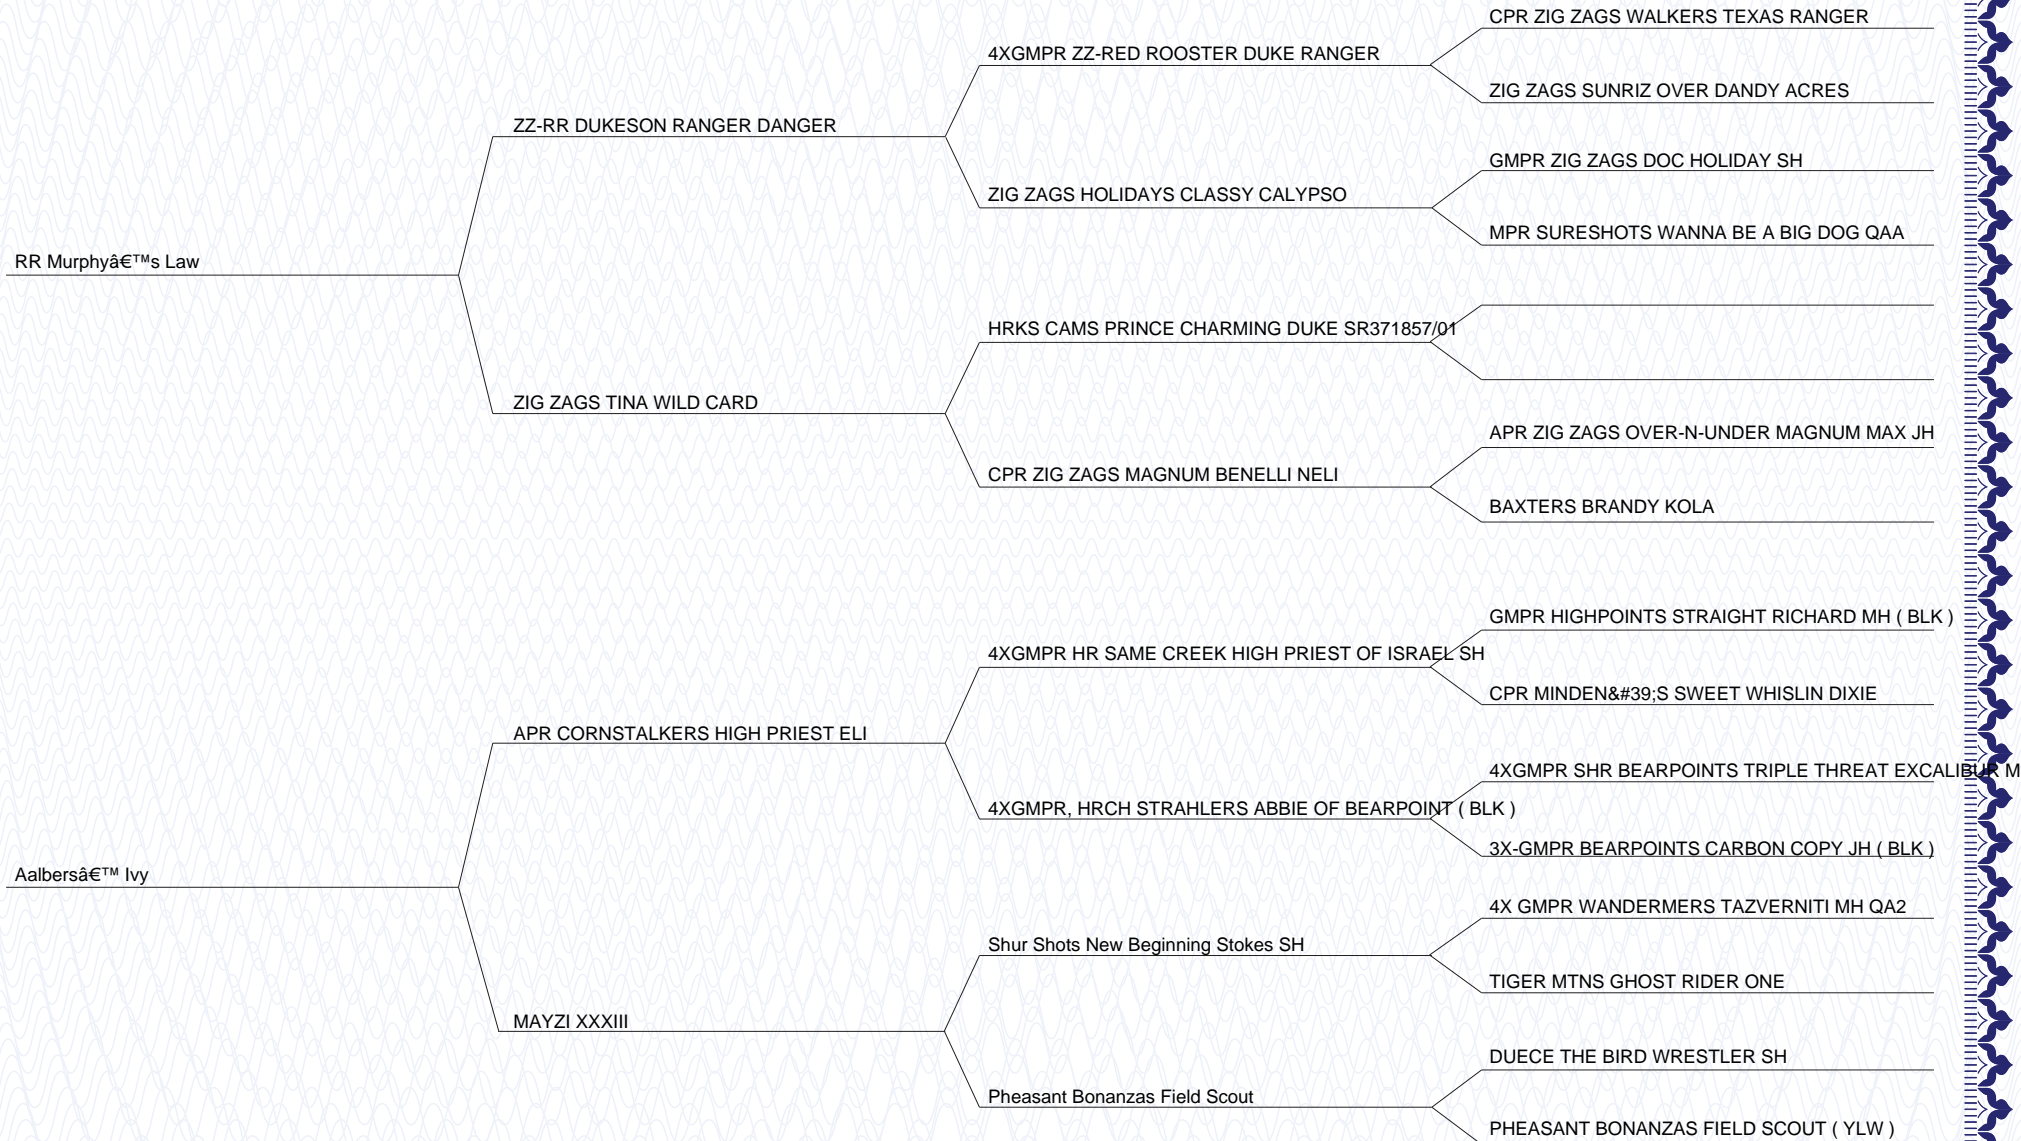 CPR ZIG ZAGS WALKERS TEXAS RANGER
4XGMPR ZZ-RED ROOSTER DUKE RANGER
ZIG ZAGS SUNRIZ OVER DANDY ACRES
ZZ-RR DUKESON RANGER DANGER
GMPR ZIG ZAGS DOC HOLIDAY SH
ZIG ZAGS HOLIDAYS CLASSY CALYPSO
MPR SURESHOTS WANNA BE A BIG DOG QAA
RR Murphyâ€™s Law
HRKS CAMS PRINCE CHARMING DUKE SR371857/01
ZIG ZAGS TINA WILD CARD
APR ZIG ZAGS OVER-N-UNDER MAGNUM MAX JH
CPR ZIG ZAGS MAGNUM BENELLI NELI
BAXTERS BRANDY KOLA
GMPR HIGHPOINTS STRAIGHT RICHARD MH ( BLK )
4XGMPR HR SAME CREEK HIGH PRIEST OF ISRAEL SH
CPR MINDEN&#39;S SWEET WHISLIN DIXIE
APR CORNSTALKERS HIGH PRIEST ELI
4XGMPR SHR BEARPOINTS TRIPLE THREAT EXCALIBUR M
4XGMPR, HRCH STRAHLERS ABBIE OF BEARPOINT ( BLK )
3X-GMPR BEARPOINTS CARBON COPY JH ( BLK )
Aalbersâ€™ Ivy
4X GMPR WANDERMERS TAZVERNITI MH QA2
Shur Shots New Beginning Stokes SH
TIGER MTNS GHOST RIDER ONE
MAYZI XXXIII
DUECE THE BIRD WRESTLER SH
Pheasant Bonanzas Field Scout
PHEASANT BONANZAS FIELD SCOUT ( YLW )